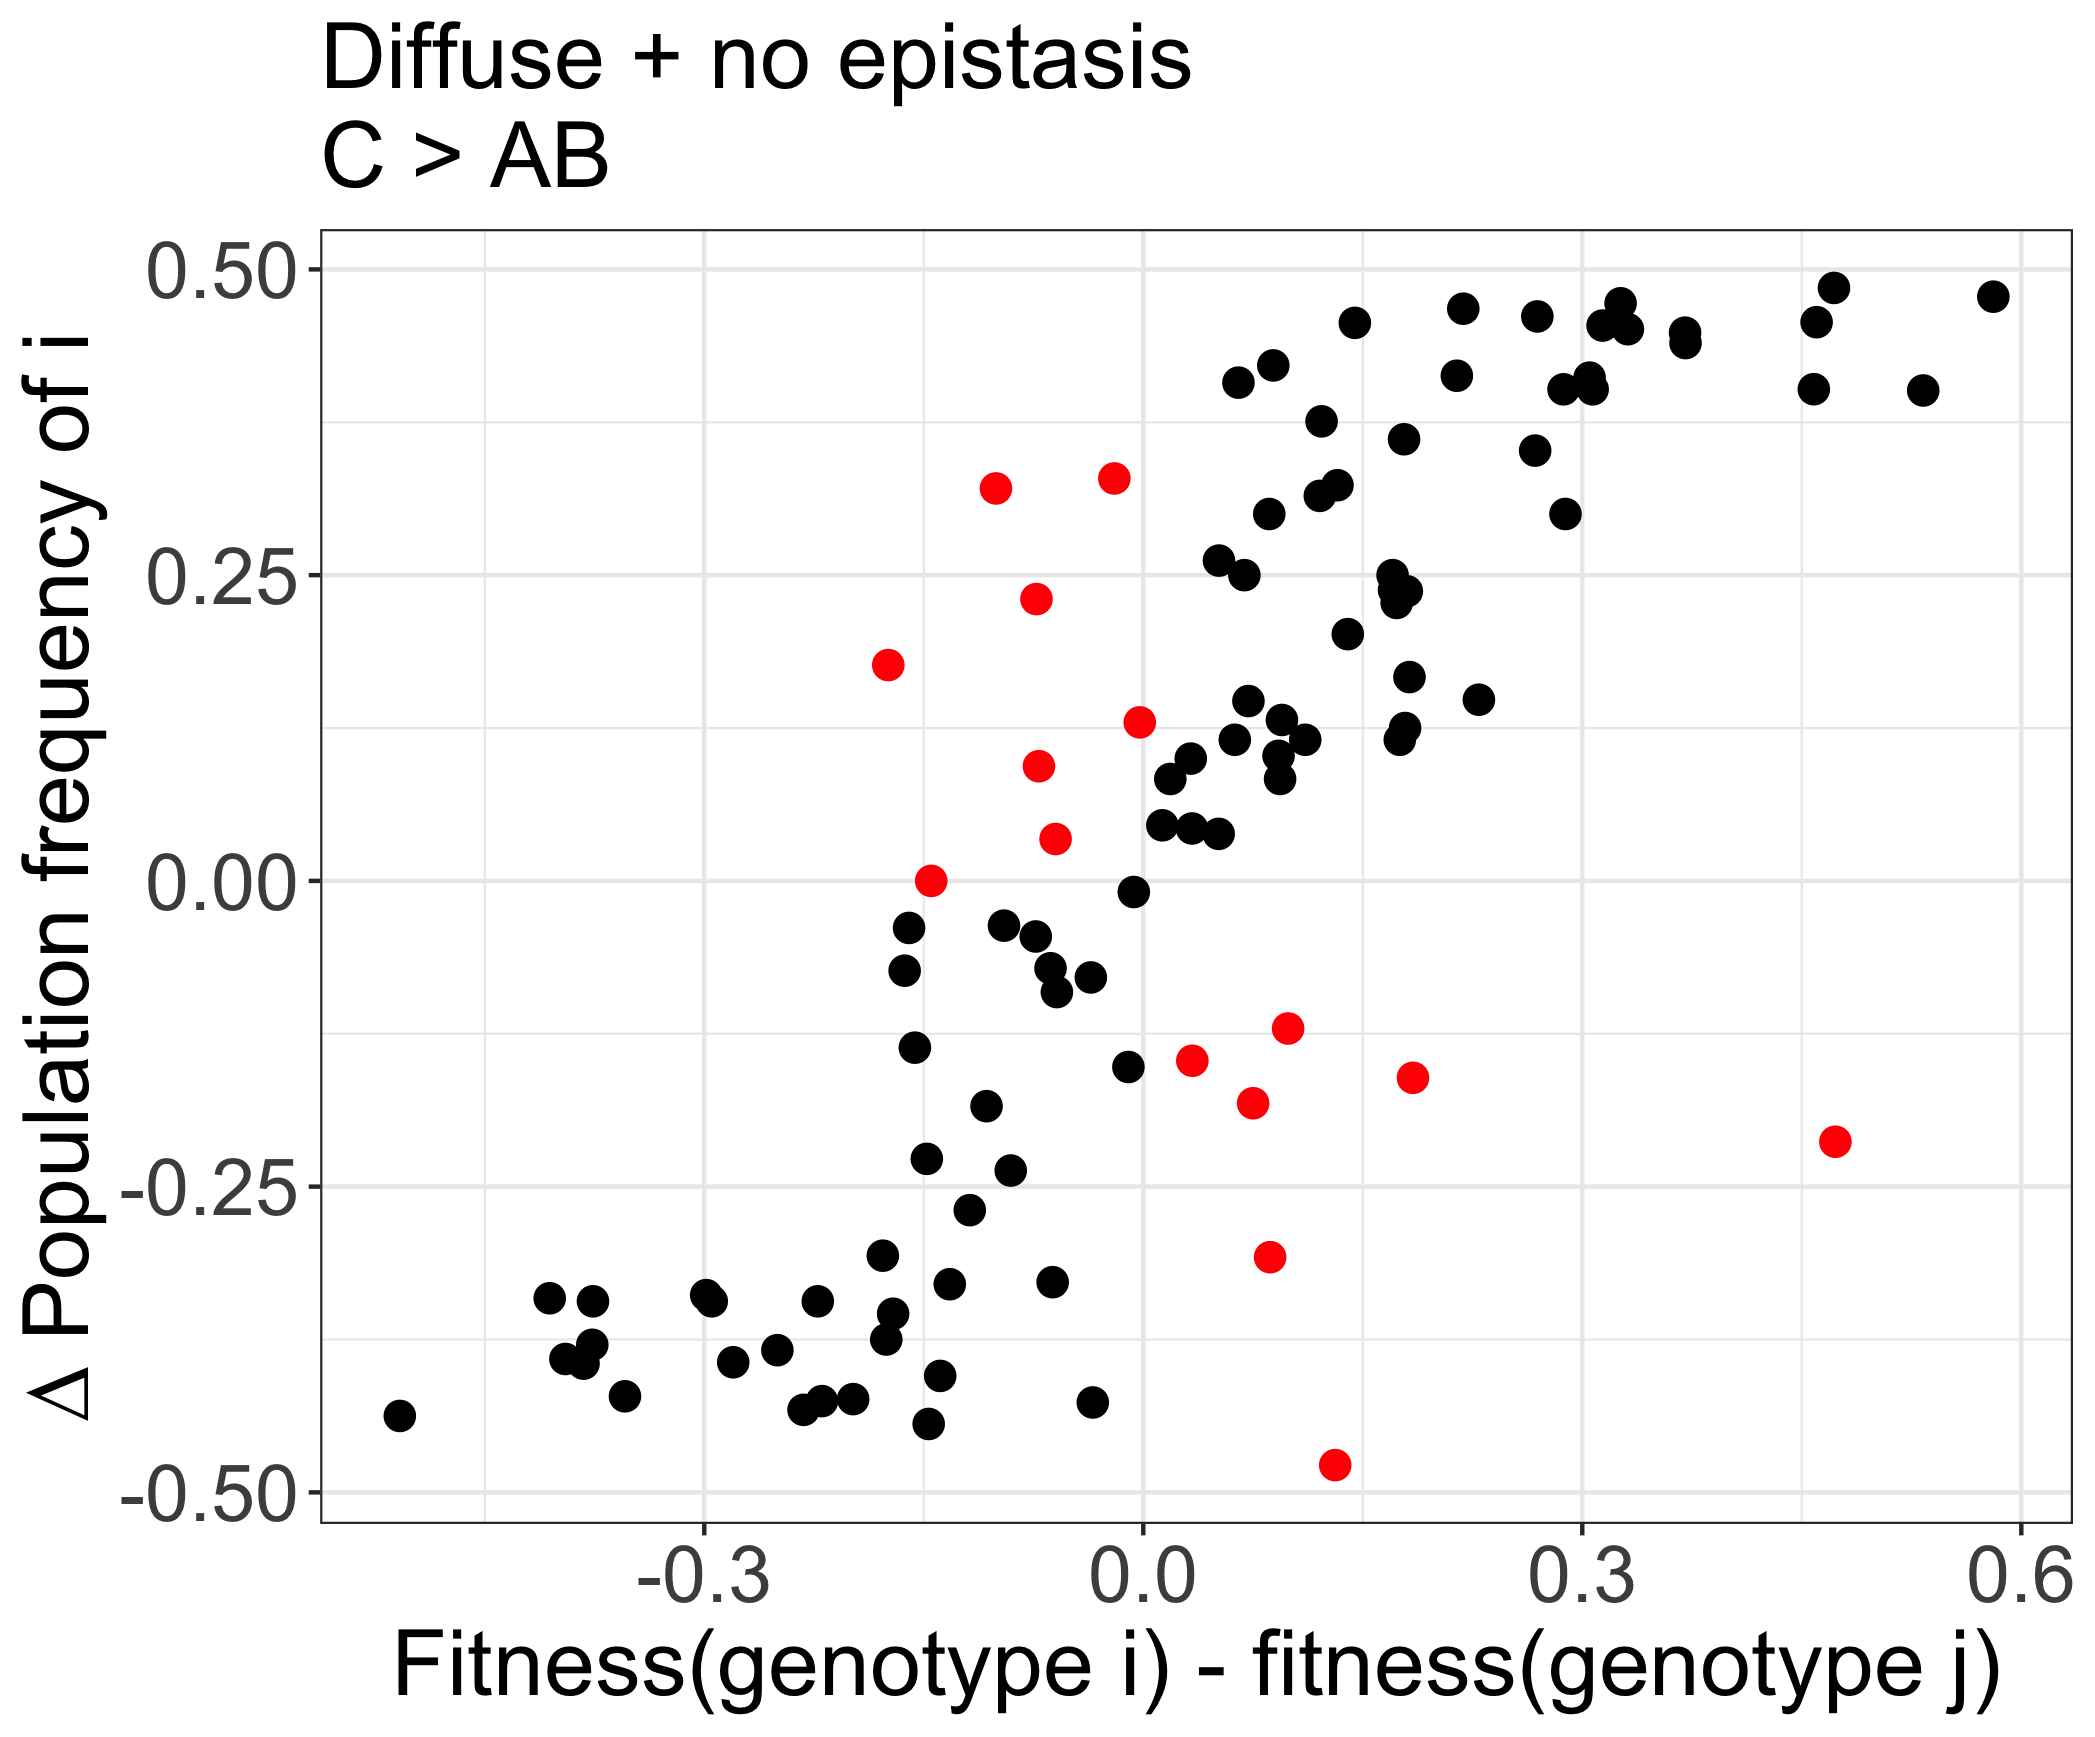 Diffuse + no epistasis
C > AB
0.50
0.25
0.00
-0.25
-0.50
Δ Population frequency of i
-0.3 0.0 0.3 0.6
Fitness(genotype i) - fitness(genotype j)